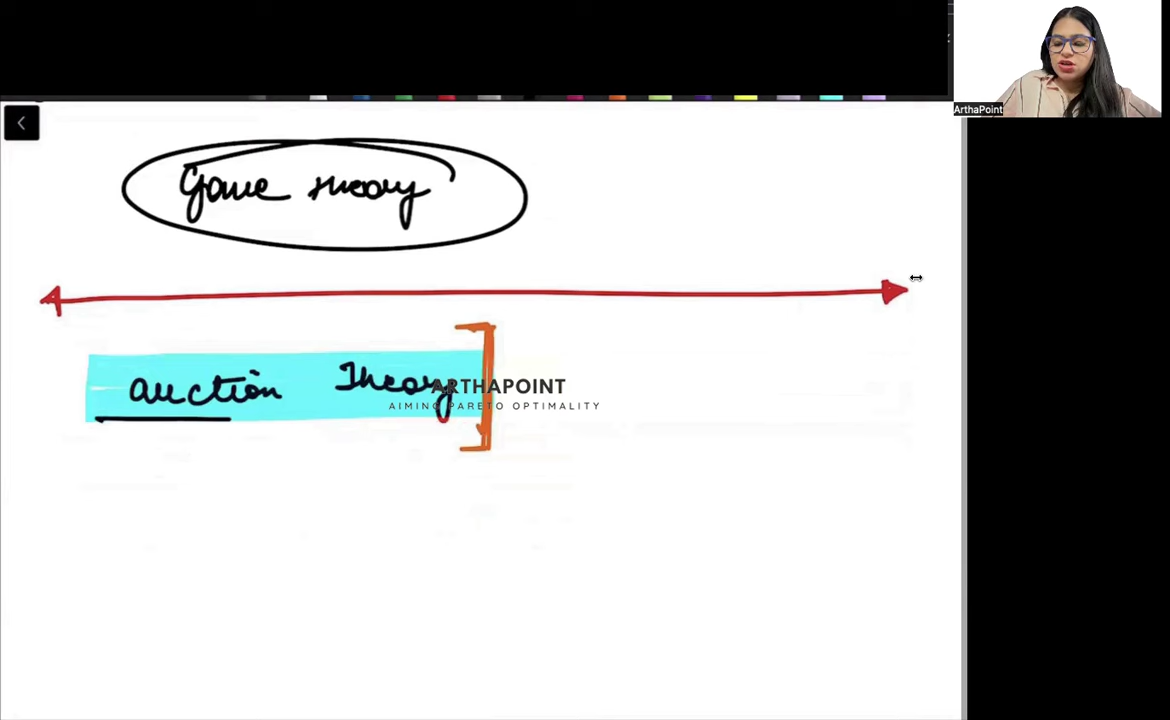 ArthaPoint
Game Theory
auction Theory
ARTHAPOINT
AIMING PARETO OPTIMALITY